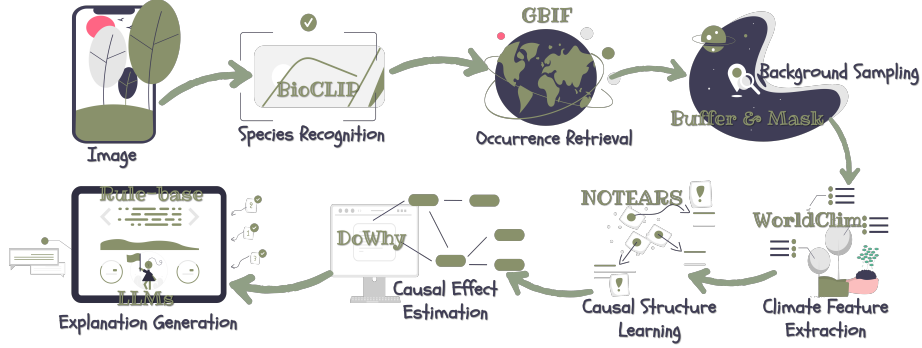 GBIF
BioCLIP
Background Sampling
Buffer & Mask
Species Recognition
Occurrence Retrieval
Image
Rule-base
NOTEARS
WorldClim
DoWhy
LLMs
Causal Effect
Estimation
Explanation Generation
Causal Structure
Learning
Climate Feature
Extraction